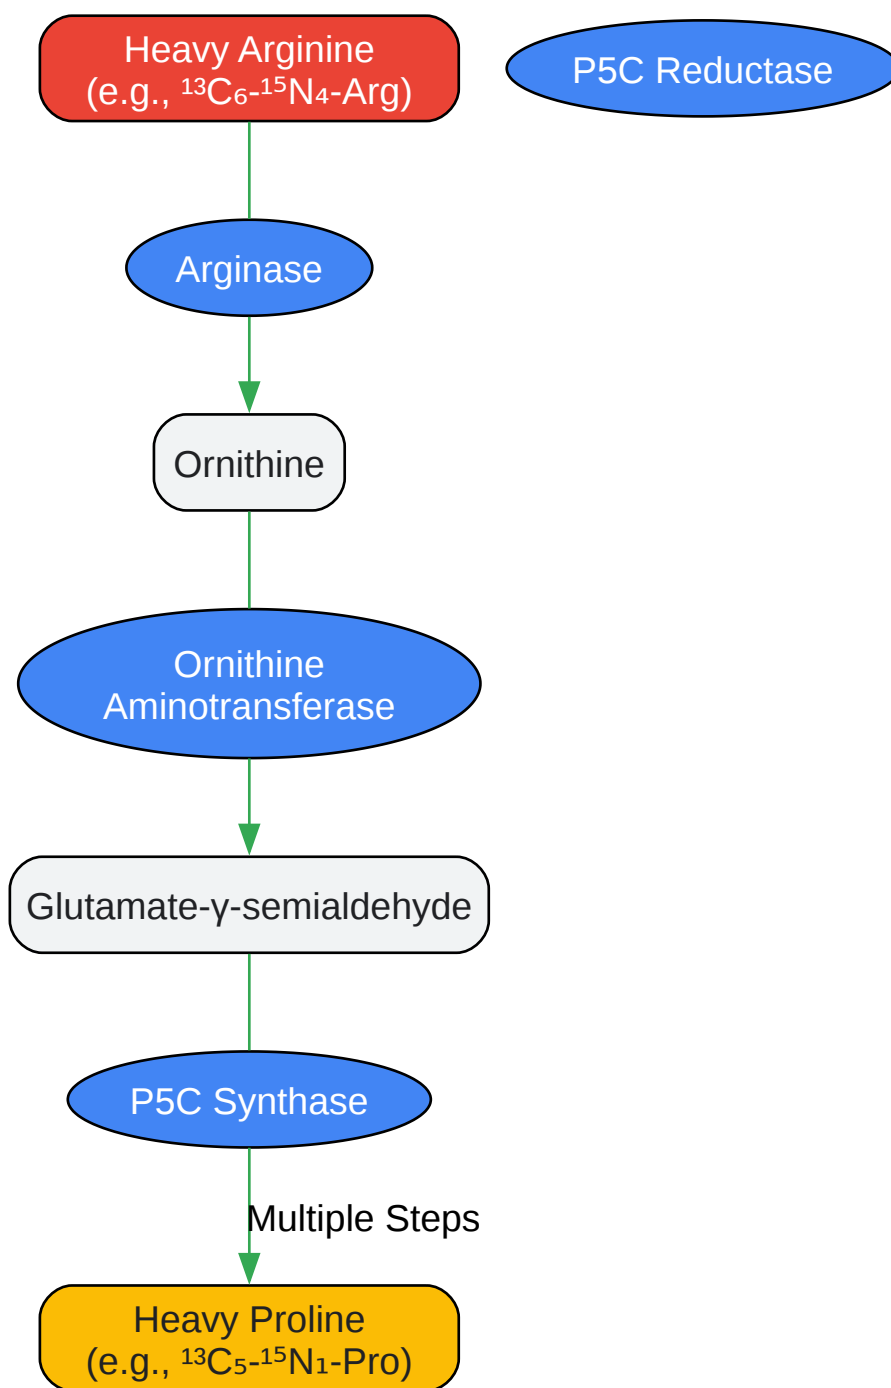 Heavy Arginine
(e.g., ¹³C₆-¹⁵N₄-Arg)
P5C Reductase
Arginase
Ornithine
Ornithine
Aminotransferase
Glutamate-γ-semialdehyde
P5C Synthase
Multiple Steps
Heavy Proline
(e.g., ¹³C₅-¹⁵N₁-Pro)